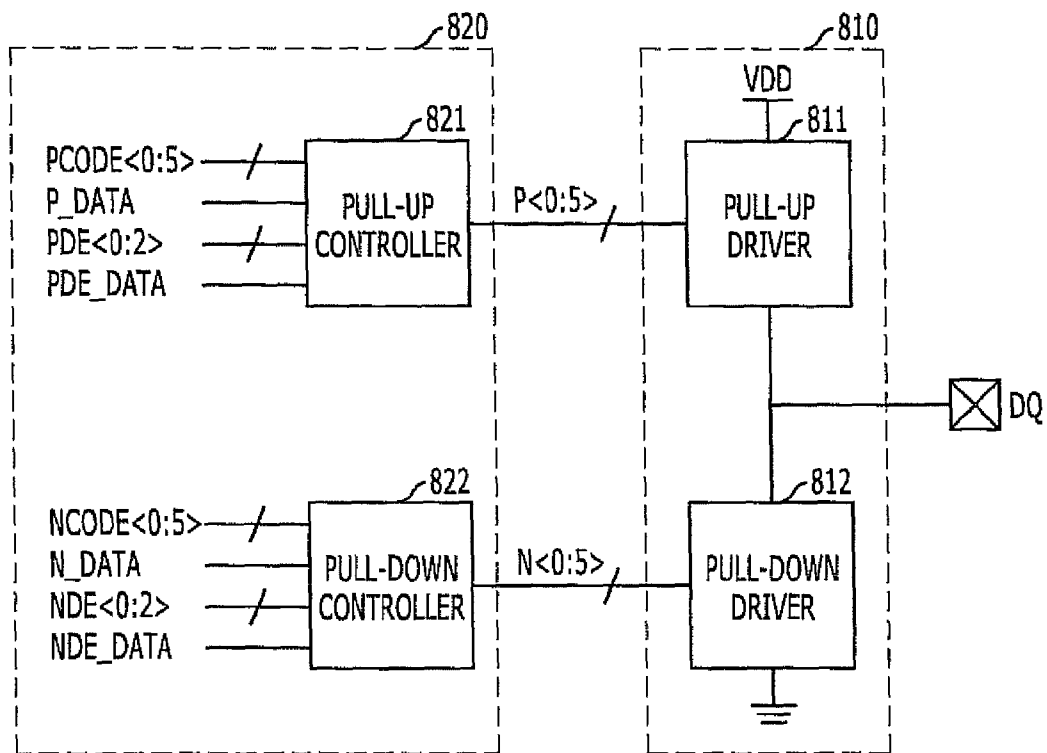 820
810
VDD
821
811
PCODE<0:5>
P_DATA
PDE<0:2>
PDE_DATA
PULL-UP
CONTROLLER
P<0:5>
PULL-UP
DRIVER
DQ
822
812
NCODE<0:5>
N_DATA
NDE<0:2>
NDE_DATA
PULL-DOWN
CONTROLLER
N<0:5>
PULL-DOWN
DRIVER